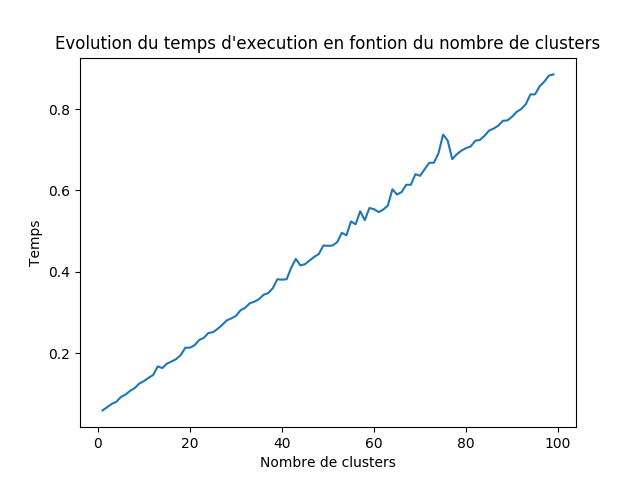 Evolution du temps d'execution en fontion du nombre de clusters
0.8
0.6
0.4
0.2
Temps
0 20 40 60 80 100
Nombre de clusters